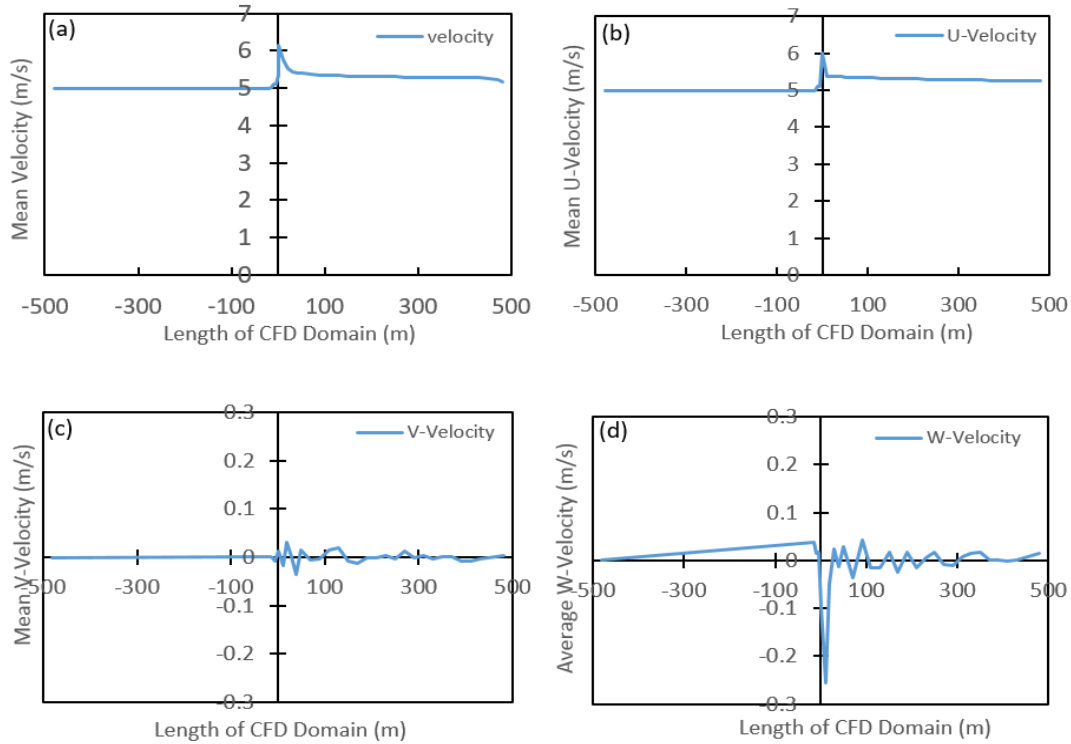 (a)
velocity
Mean Velocity (m/s)
7
6
5
4
3
2
1
0
-500 -300 -100 100 300 500
Length of CFD Domain (m)
(b)
U-Velocity
Mean U-Velocity (m/s)
7
6
5
4
3
2
1
0
-500 -300 -100 100 300 500
Length of CFD Domain (m)
(c)
V-Velocity
Mean V-Velocity (m/s)
0.3
0.2
0.1
0
-0.1
-0.2
-0.3
-500 -300 -100 100 300 500
Length of CFD Domain (m)
(d)
W-Velocity
Average W-Velocity (m/s)
0.3
0.2
0.1
0
-0.1
-0.2
-0.3
-500 -300 -100 100 300 500
Length of CFD Domain (m)